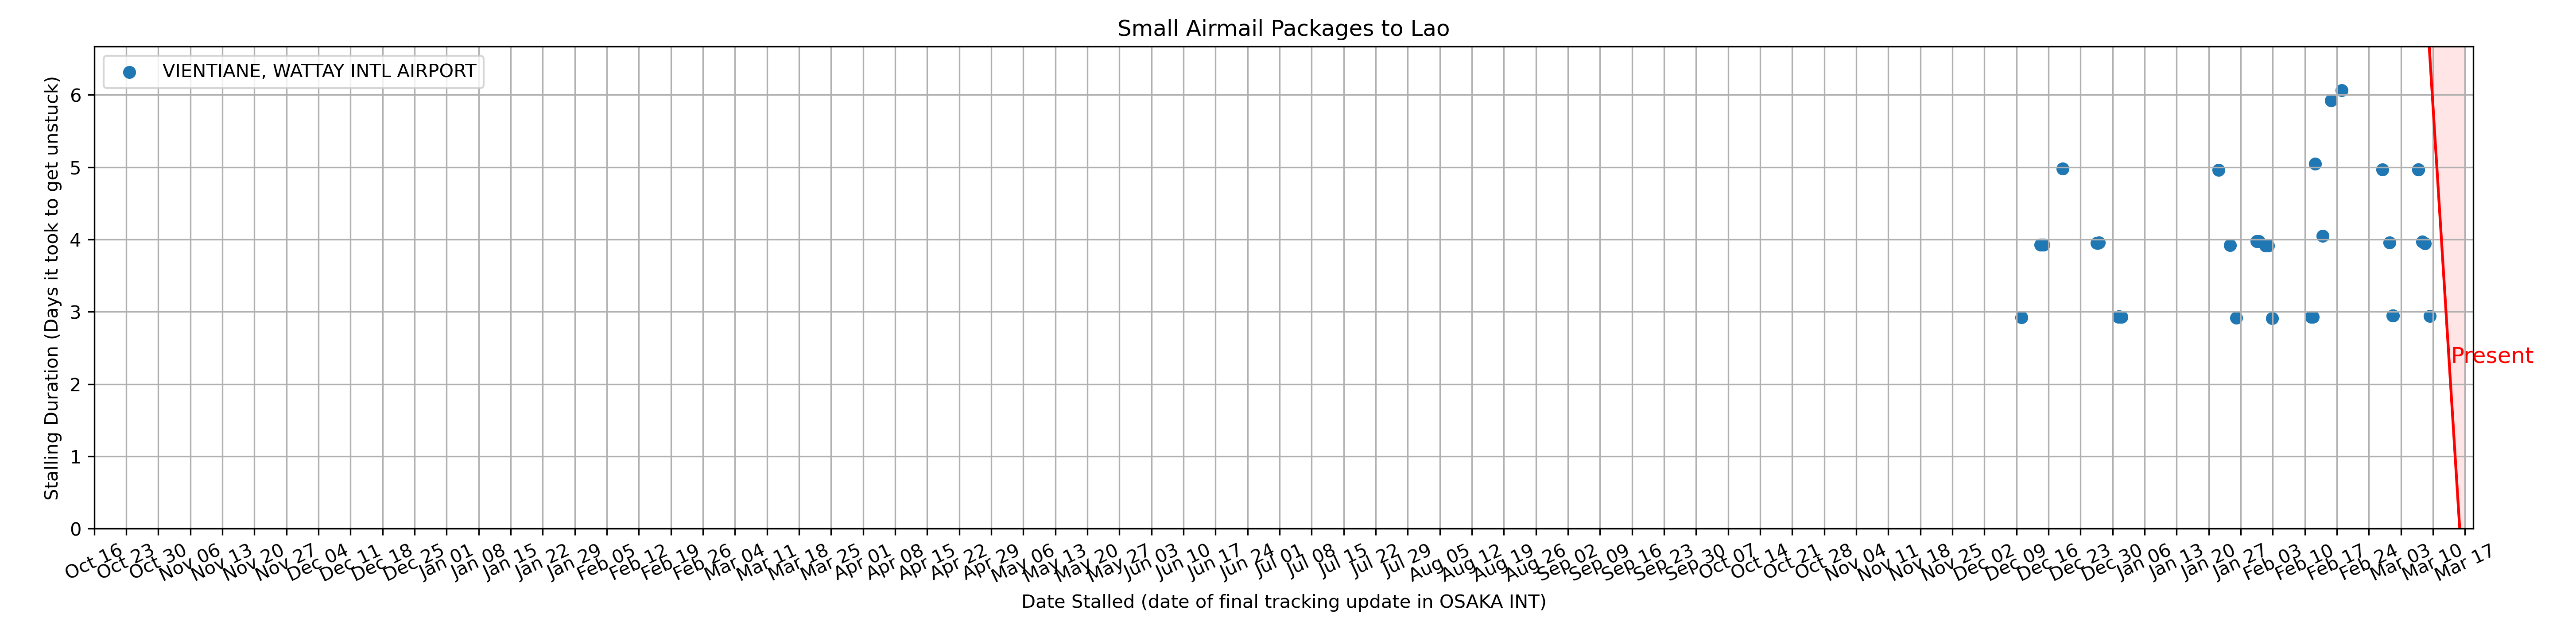 Small Airmail Packages to Lao
VIENTIANE, WATTAY INTL AIRPORT
Stalling Duration (Days it took to get unstuck)
6
5
4
3
2
1
0
Present
Oct 16
Oct 23
Oct 30
Nov 06
Nov 13
Nov 20
Nov 27
Dec 04
Dec 11
Dec 18
Dec 25
Jan 01
Jan 08
Jan 15
Jan 22
Jan 29
Feb 05
Feb 12
Feb 19
Feb 26
Mar 04
Mar 11
Mar 18
Mar 25
Apr 01
Apr 08
Apr 15
Apr 22
Apr 29
May 06
May 13
May 20
May 27
Jun 03
Jun 10
Jun 17
Jun 24
Jul 01
Jul 08
Jul 15
Jul 22
Jul 29
Aug 05
Aug 12
Aug 19
Aug 26
Sep 02
Sep 09
Sep 16
Sep 23
Sep 30
Oct 07
Oct 14
Oct 21
Oct 28
Nov 04
Nov 11
Nov 18
Nov 25
Dec 02
Dec 09
Dec 16
Dec 23
Dec 30
Jan 06
Jan 13
Jan 20
Jan 27
Feb 03
Feb 10
Feb 17
Feb 24
Mar 03
Mar 10
Mar 17
Date Stalled (date of final tracking update in OSAKA INT)